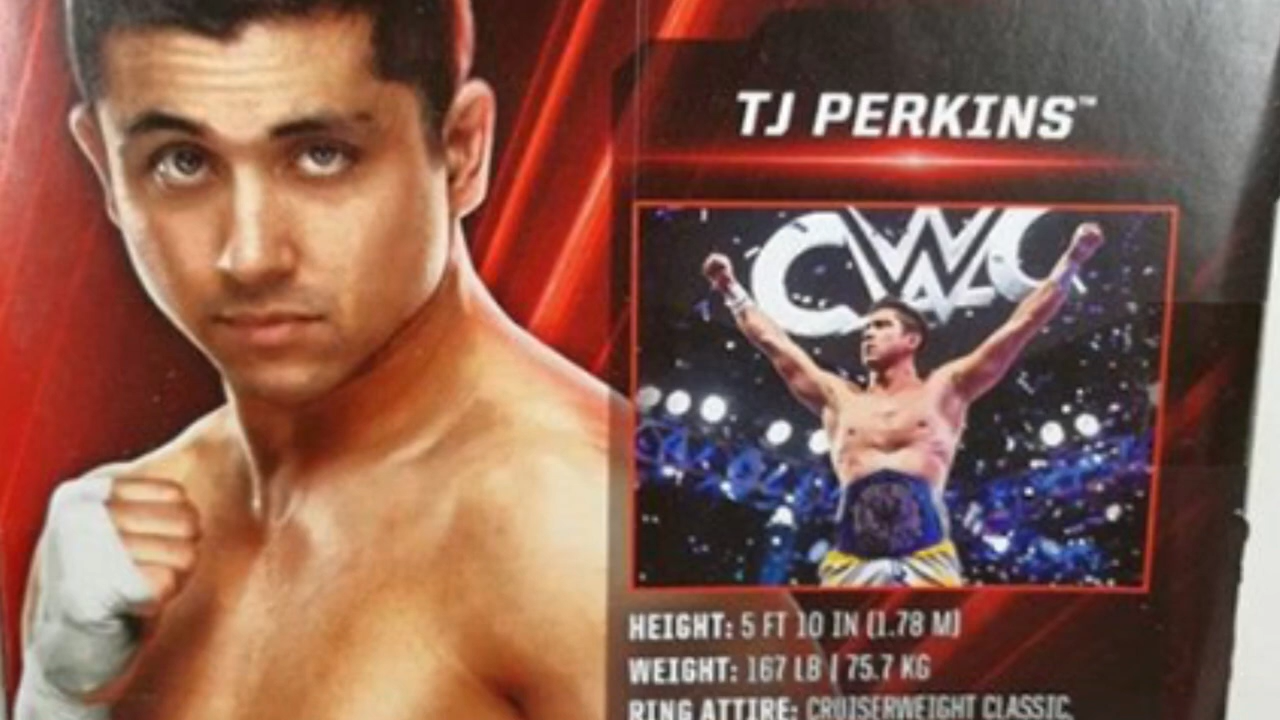 TJ PERKINS™
CWC
HEIGHT: 5 FT 10 IN (1.78 M)
WEIGHT: 167 LB | 75.7 KG
RING ATTIRE: CRUISERWEIGHT CLASSIC